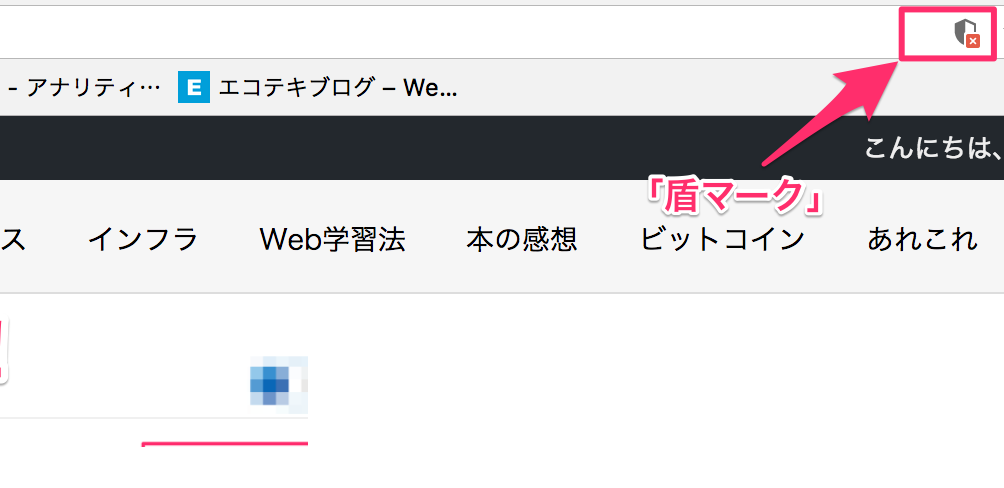 - アナリティ… E エコテキブログ – We...
こんにちは、
「盾マーク」
ス インフラ Web学習法 本の感想 ビットコイン あれこれ